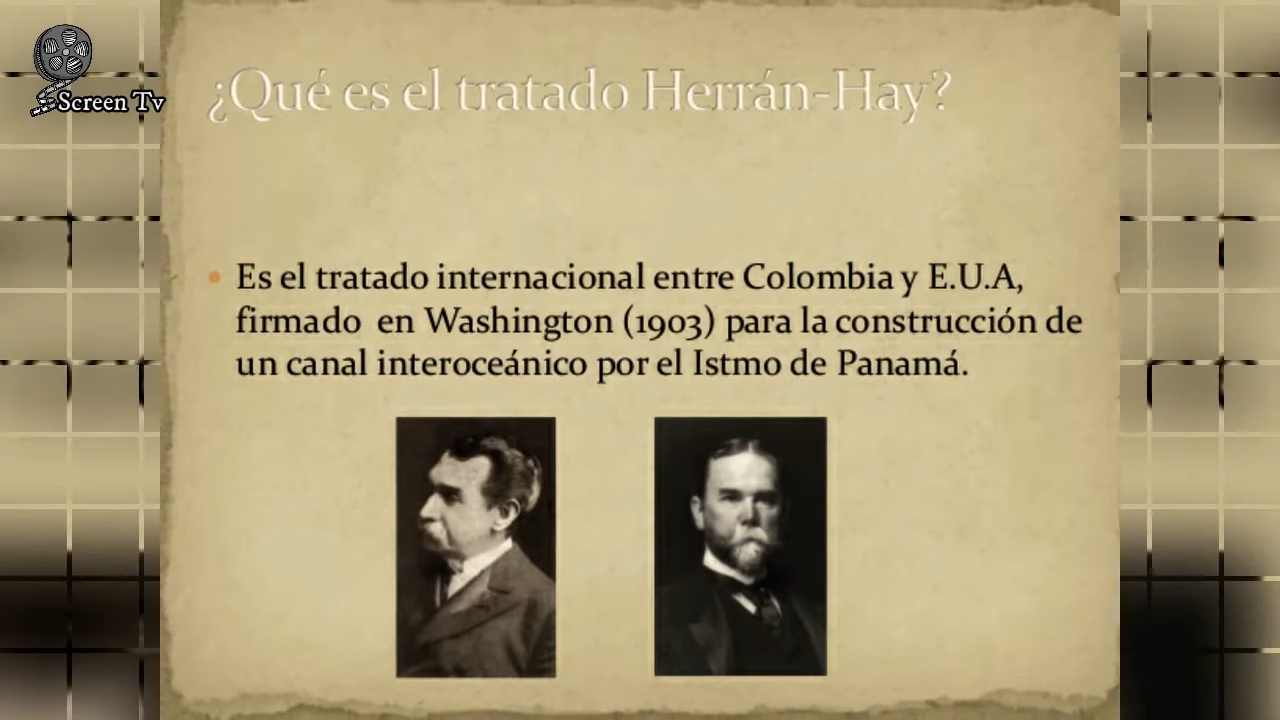 Screen Tv
¿Qué es el tratado Herrán-Hay?
Es el tratado internacional entre Colombia y E.U.A,
firmado en Washington (1903) para la construcción de
un canal interoceánico por el Istmo de Panamá.